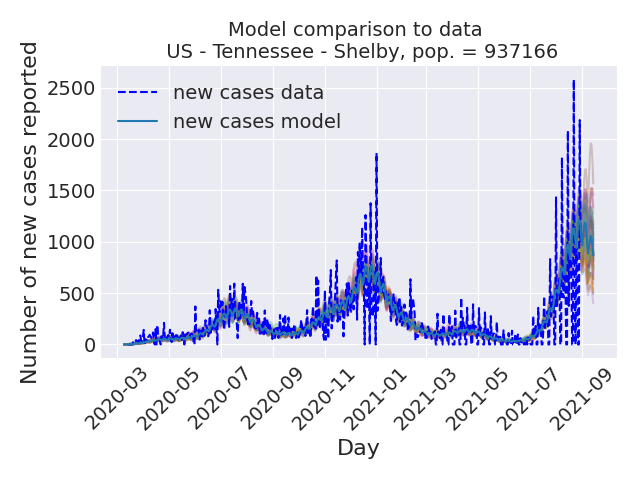 Model comparison to data
US - Tennessee - Shelby, pop. = 937166
Number of new cases reported
2500
2000
1500
1000
500
0
new cases data
new cases model
2020-03
2020-05
2020-07
2020-09
2020-11
2021-01
2021-03
2021-05
2021-07
2021-09
Day